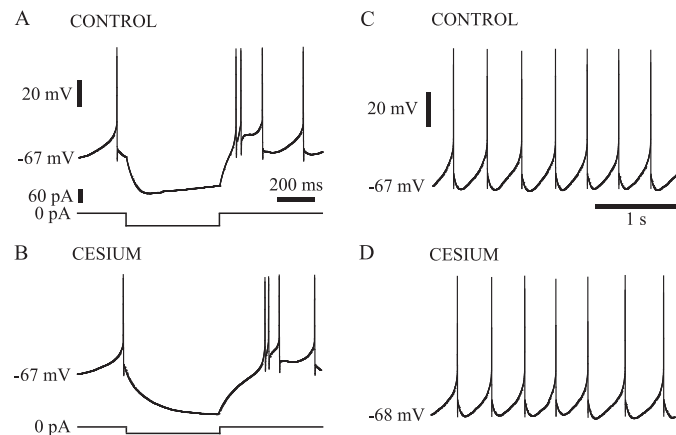 A CONTROL
20 mV
-67 mV
60 pA
0 pA
200 ms
B CESIUM
-67 mV
0 pA
C CONTROL
20 mV
-67 mV
1 s
D CESIUM
-68 mV